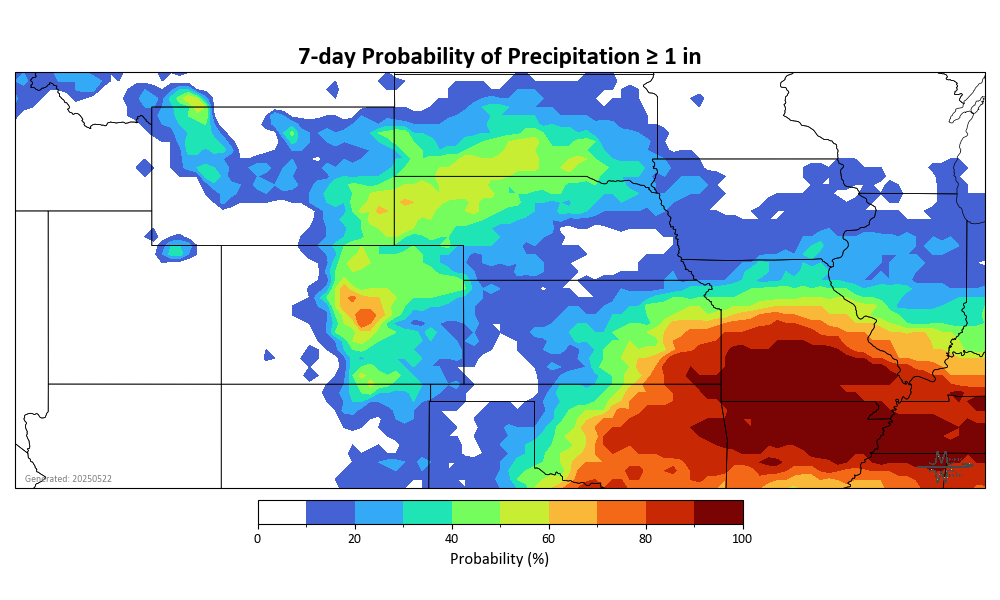 7-day Probability of Precipitation ≥ 1 in
Generated: 20250522
0 20 40 60 80 100
Probability (%)